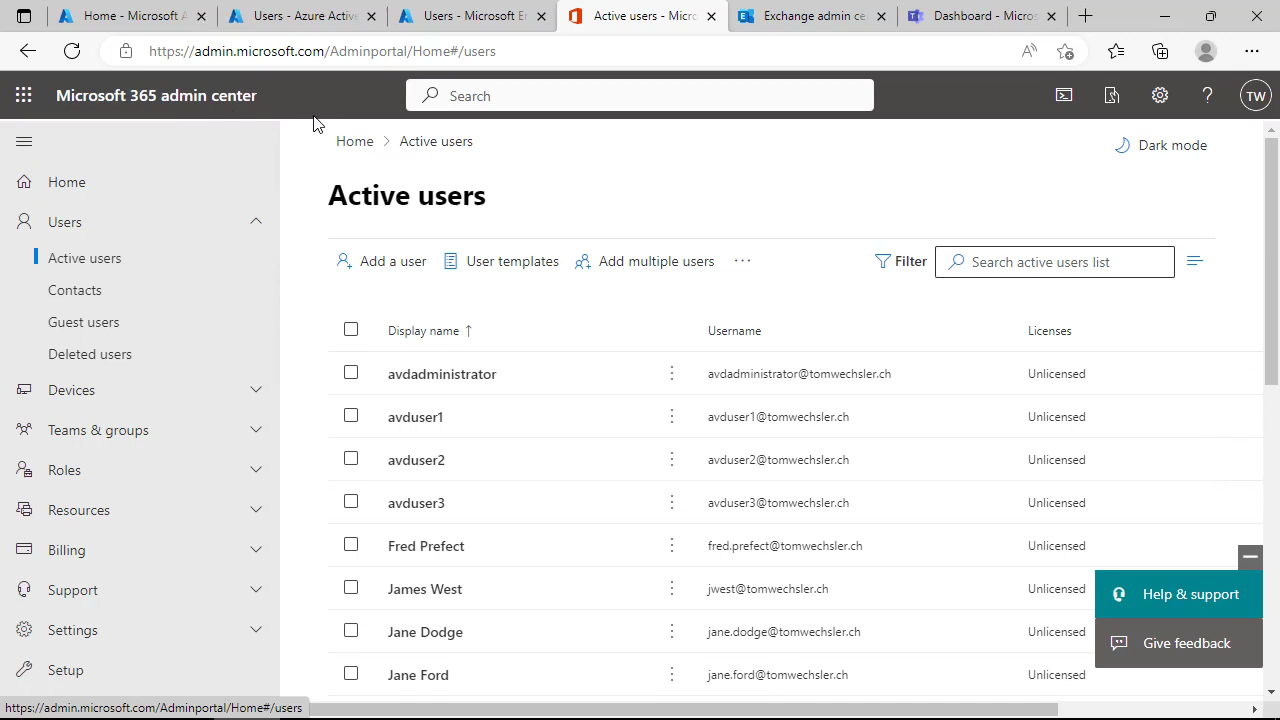 Home - Microsoft A
Users - Azure Active
Users - Microsoft En
Active users - Micro
Exchange admin ce
Dashboard - Micros
https://admin.microsoft.com/Adminportal/Home#/users
Microsoft 365 admin center
Search
TW
Home > Active users
Dark mode
Home
Active users
Users
Active users
Contacts
Guest users
Deleted users
Devices
Teams & groups
Roles
Resources
Billing
Support
Settings
Setup
Add a user
User templates
Add multiple users
Filter
Search active users list
Display name ↑ Username Licenses
avdadministrator avdadministrator@tomwechsler.ch Unlicensed
avduser1 avduser1@tomwechsler.ch Unlicensed
avduser2 avduser2@tomwechsler.ch Unlicensed
avduser3 avduser3@tomwechsler.ch Unlicensed
Fred Prefect fred.prefect@tomwechsler.ch Unlicensed
James West jwest@tomwechsler.ch Unlicensed
Jane Dodge jane.dodge@tomwechsler.ch Unlicensed
Jane Ford jane.ford@tomwechsler.ch Unlicensed
Help & support
Give feedback
https://admin.microsoft.com/Adminportal/Home#/users